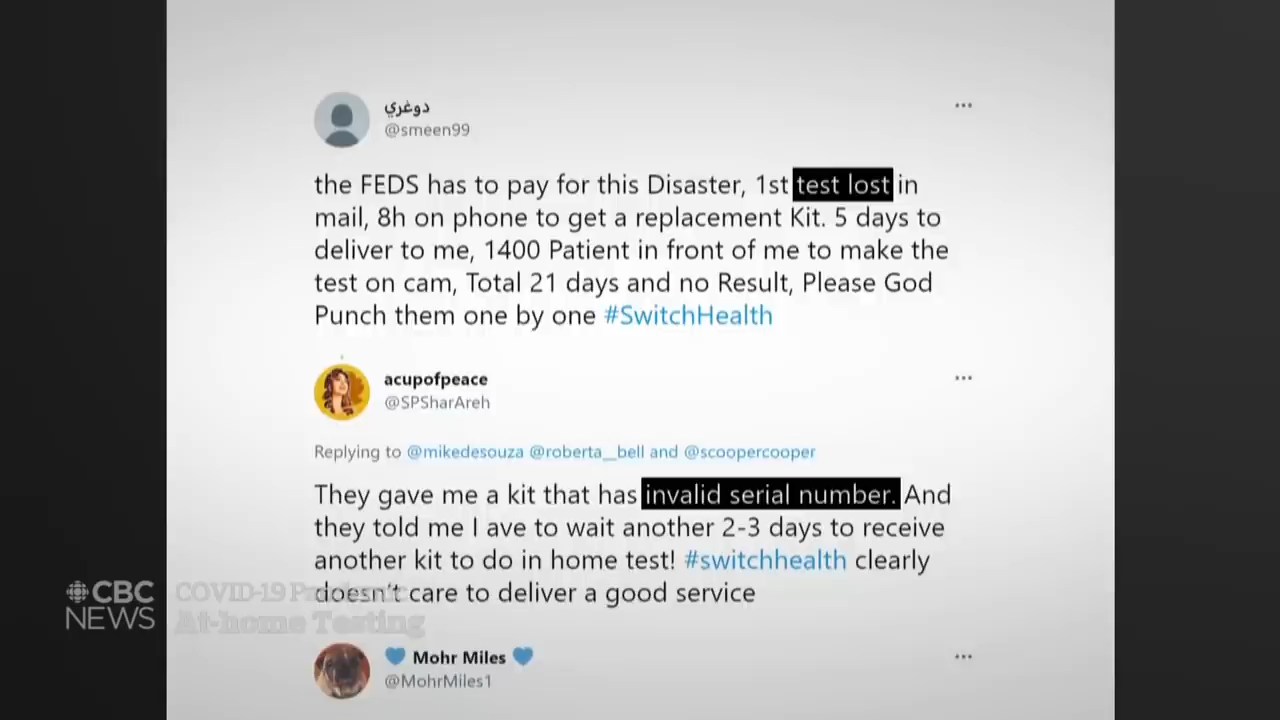 دوغري
@smeen99
the FEDS has to pay for this Disaster, 1st test lost in
mail, 8h on phone to get a replacement Kit. 5 days to
deliver to me, 1400 Patient in front of me to make the
test on cam, Total 21 days and no Result, Please God
Punch them one by one #SwitchHealth
acupofpeace
@SPSharAreh
Replying to @mikedesouza @roberta__bell and @scoopercooper
They gave me a kit that has invalid serial number. And
they told me I ave to wait another 2-3 days to receive
another kit to do in home test! #switchhealth clearly
doesn't care to deliver a good service
CBC
NEWS
COVID-19
At-home Testing
Mohr Miles
@MohrMiles1